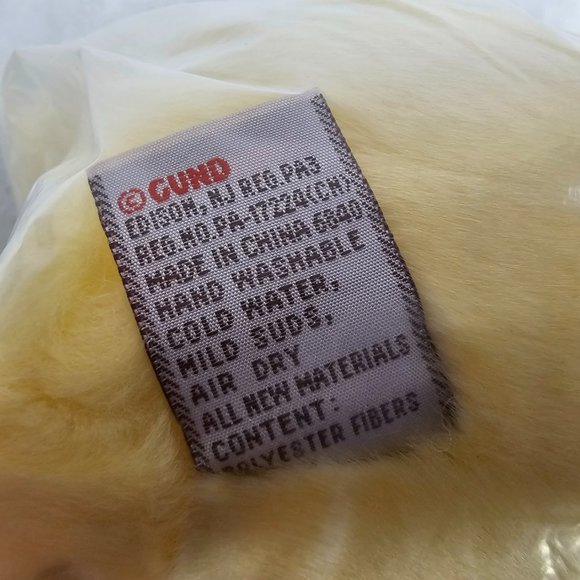 © GUND
EDISON, NJ REG.PA3
REG.NO.PA-17224(CH)
MADE IN CHINA 6840
HAND WASHABLE
COLD WATER,
MILD SUDS,
AIR DRY
ALL NEW MATERIALS
CONTENT:
POLYESTER FIBERS